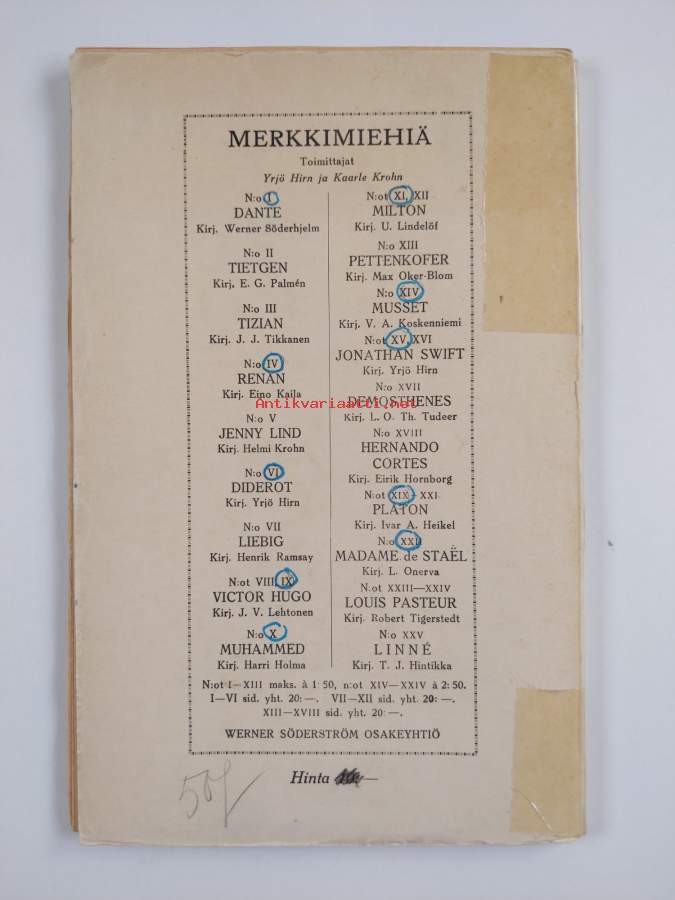 MERKKIMIEHIÄ
Toimittajat
Yrjö Hirn ja Kaarle Krohn
N:o I
DANTE
Kirj. Werner Söderhjelm
N:o II
TIETGEN
Kirj. E. G. Palmén
N:o III
TIZIAN
Kirj. J. J. Tikkanen
N:o IV
RENAN
Kirj. Eino Kaila
N:o V
JENNY LIND
Kirj. Helmi Krohn
N:o VI
DIDEROT
Kirj. Yrjö Hirn
N:o VII
LIEBIG
Kirj. Henrik Ramsay
N:ot VIII, IX
VICTOR HUGO
Kirj. J. V. Lehtonen
N:o X
MUHAMMED
Kirj. Harri Holma
N:ot XI, XII
MILTON
Kirj. U. Lindelöf
N:o XIII
PETTENKOFER
Kirj. Max Oker-Blom
N:o XIV
MUSSET
Kirj. V. A. Koskenniemi
N:ot XV, XVI
JONATHAN SWIFT
Kirj. Yrjö Hirn
N:o XVII
DEMOSTHENES
Kirj. L. O. Th. Tudeer
N:o XVIII
HERNANDO
CORTES
Kirj. Eirik Hornborg
N:ot XIX—XXI
PLATON
Kirj. Ivar A. Heikel
N:o XXII
MADAME de STAËL
Kirj. L. Onerva
N:ot XXIII—XXIV
LOUIS PASTEUR
Kirj. Robert Tigerstedt
N:o XXV
LINNÉ
Kirj. T. J. Hintikka
N:ot I—XIII maks. à 1:50, n:ot XIV—XXIV à 2:50.
I—VI sid. yht. 20:—. VII—XII sid. yht. 20:—.
XIII—XVIII sid. yht. 20:—.
WERNER SÖDERSTRÖM OSAKEYHTIÖ
Hinta
Antikvariaatti.net